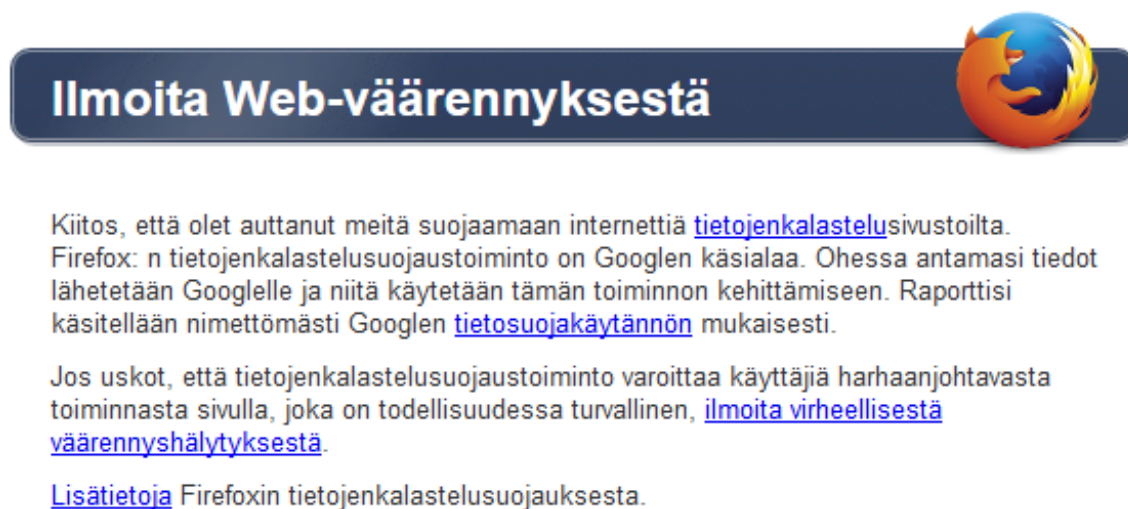 Ilmoita Web-väärennyksestä
Kiitos, että olet auttanut meitä suojaamaan internettiä tietojenkalastelusivustoilta.
Firefox: n tietojenkalastelusuojaustoiminto on Googlen käsialaa. Ohessa antamasi tiedot
lähetetään Googlelle ja niitä käytetään tämän toiminnon kehittämiseen. Raporttisi
käsitellään nimettömästi Googlen tietosuojakäytännön mukaisesti.
Jos uskot, että tietojenkalastelusuojaustoiminto varoittaa käyttäjiä harhaanjohtavasta
toiminnasta sivulla, joka on todellisuudessa turvallinen, ilmoita virheellisestä
väärennyshälytyksestä.
Lisätietoja Firefoxin tietojenkalastelusuojauksesta.